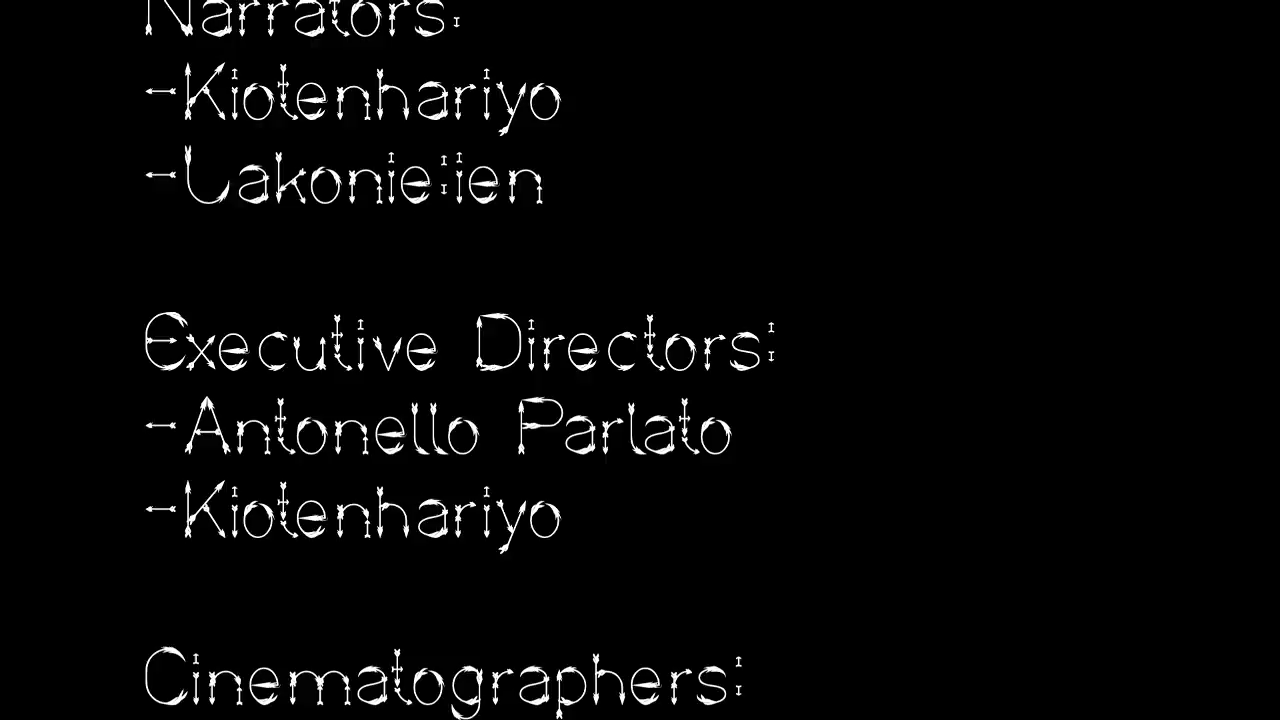 Narrators:
-Kiotenhariyo
-Lakonie:ien
Executive Directors:
-Antonello Parlato
-Kiotenhariyo
Cinematographers: